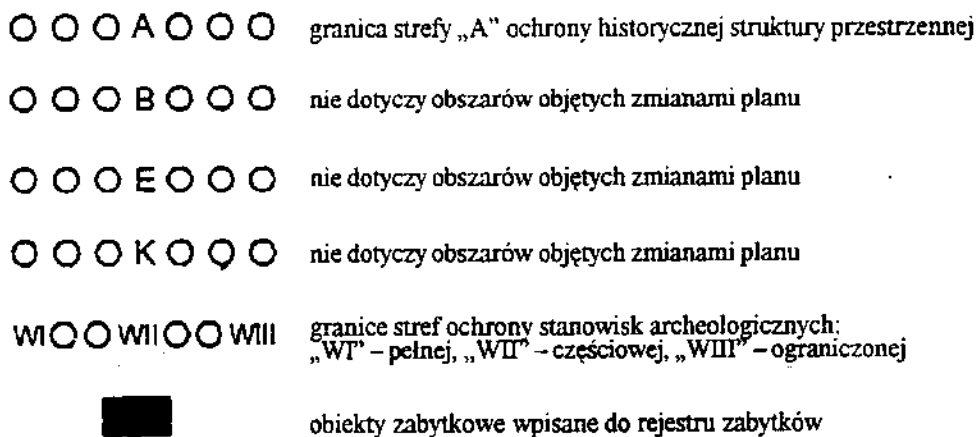 O O O A O O O granica strefy „A” ochrony historycznej struktury przestrzennej
O O O B O O O nie dotyczy obszarów objętych zmianami planu
O O O E O O O nie dotyczy obszarów objętych zmianami planu
O O O K O O O nie dotyczy obszarów objętych zmianami planu
WI O O WII O O WIII granice stref ochrony stanowisk archeologicznych:
„WI” – pełnej, „WII” – częściowej, „WIII” – ograniczonej
obiekty zabytkowe wpisane do rejestru zabytków